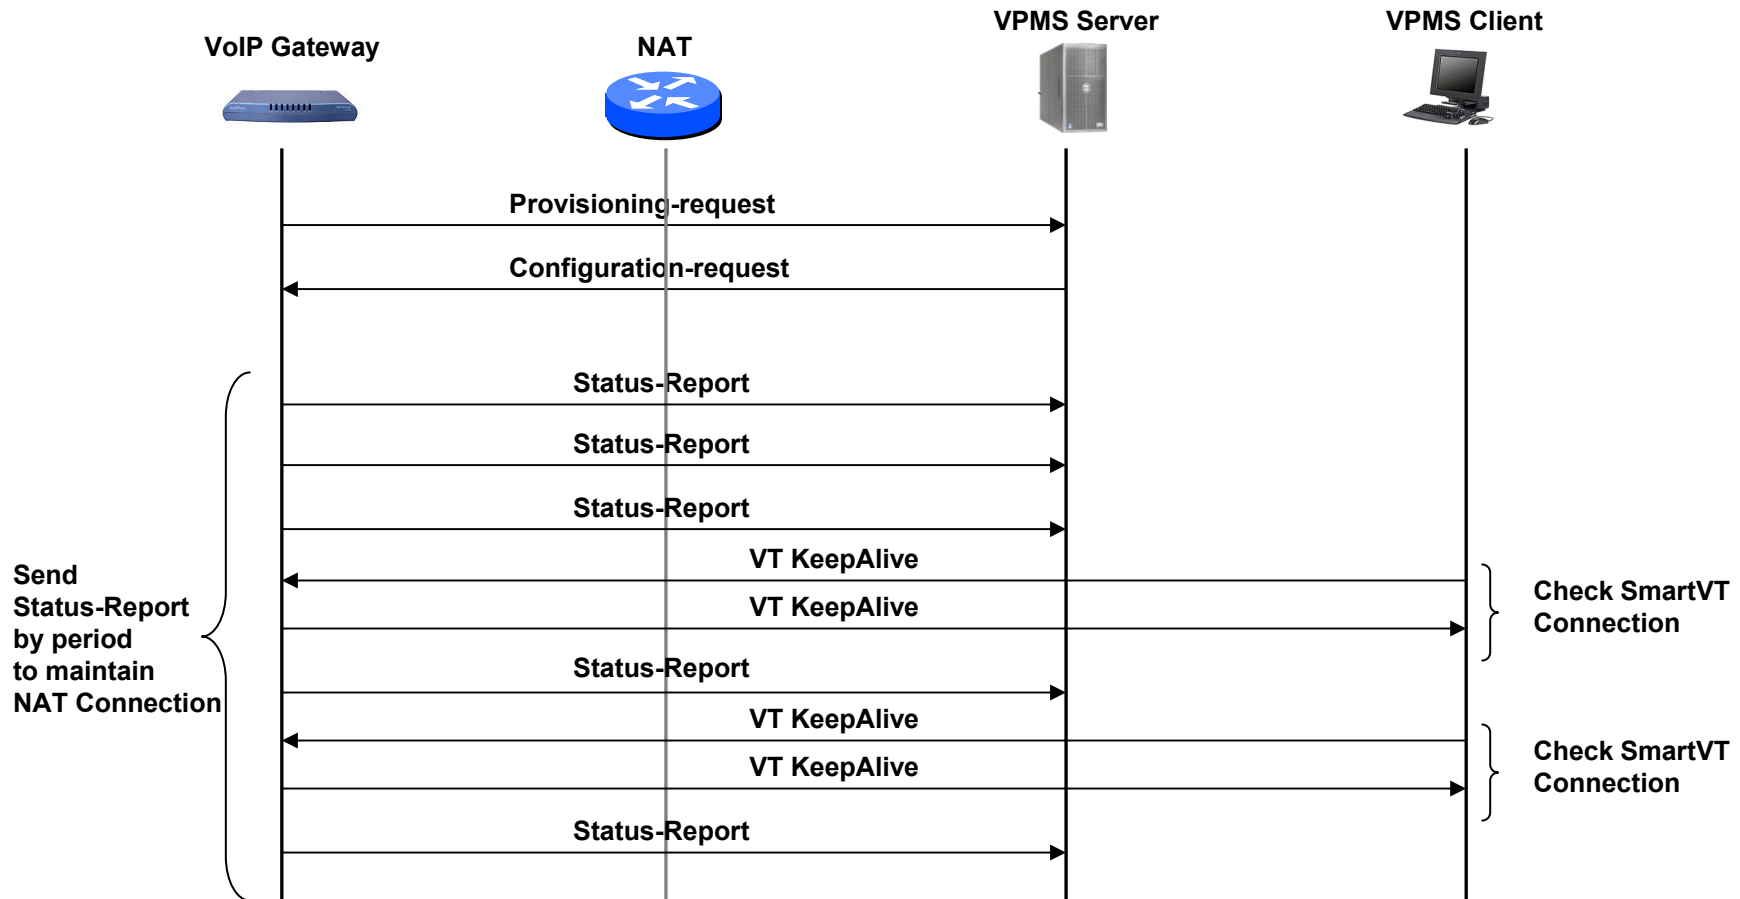 VPMS Server
VPMS Client
VoIP Gateway
NAT
Provisioning-request
Configuration-request
Status-Report
Status-Report
Status-Report
VT KeepAlive
Send
Status-Report
by period
to maintain
NAT Connection
Check SmartVT
Connection
VT KeepAlive
Status-Report
VT KeepAlive
Check SmartVT
Connection
VT KeepAlive
Status-Report